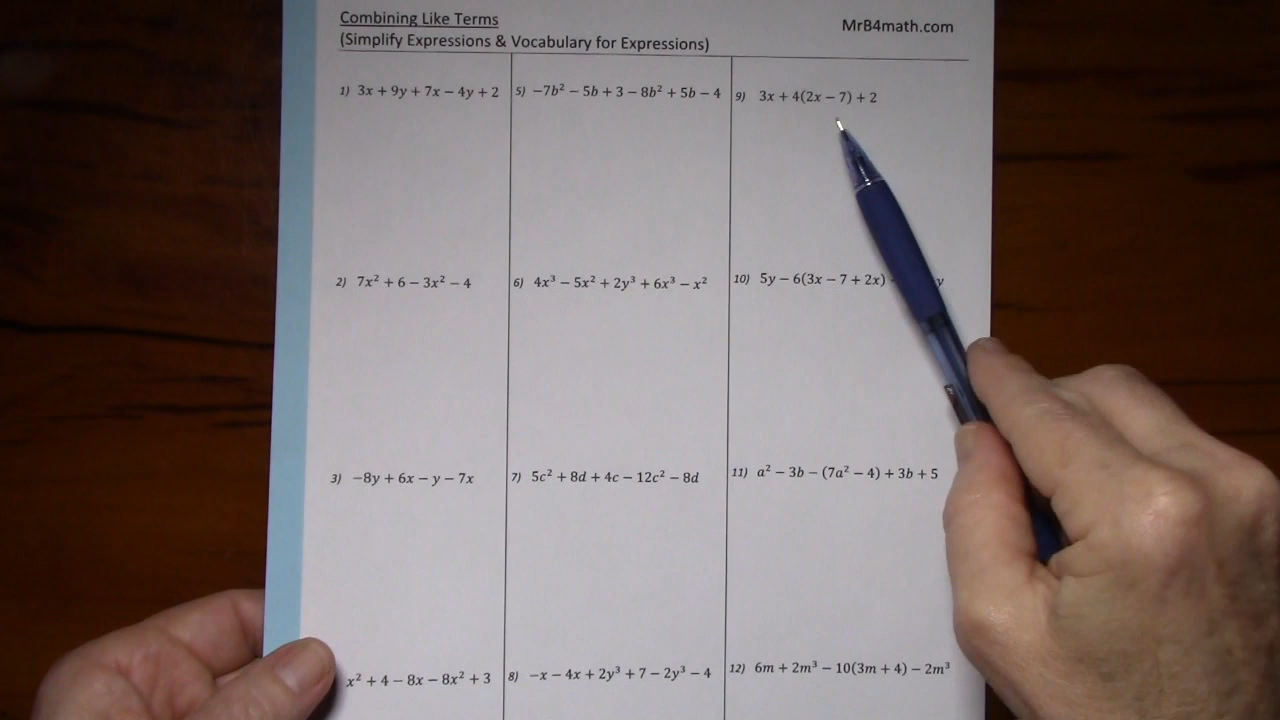 Combining Like Terms
MrB4math.com
(Simplify Expressions & Vocabulary for Expressions)
1) 3x + 9y + 7x − 4y + 2
5) −7b² − 5b + 3 − 8b² + 5b − 4
9) 3x + 4(2x − 7) + 2
2) 7x² + 6 − 3x² − 4
6) 4x³ − 5x² + 2y³ + 6x³ − x²
10) 5y − 6(3x − 7 + 2x) y
3) −8y + 6x − y − 7x
7) 5c² + 8d + 4c − 12c² − 8d
11) a² − 3b − (7a² − 4) + 3b + 5
x² + 4 − 8x − 8x² + 3
8) −x − 4x + 2y³ + 7 − 2y³ − 4
12) 6m + 2m³ − 10(3m + 4) − 2m³